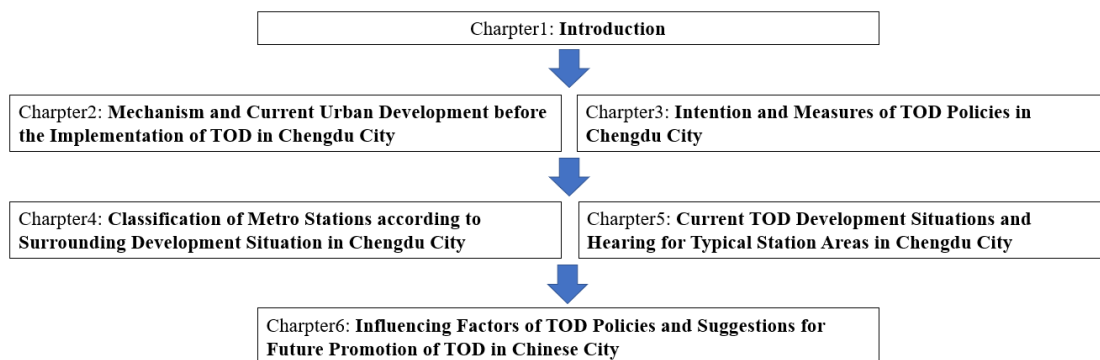 Charpter1: Introduction
Charpter2: Mechanism and Current Urban Development before
the Implementation of TOD in Chengdu City
Charpter3: Intention and Measures of TOD Policies in
Chengdu City
Charpter4: Classification of Metro Stations according to
Surrounding Development Situation in Chengdu City
Charpter5: Current TOD Development Situations and
Hearing for Typical Station Areas in Chengdu City
Charpter6: Influencing Factors of TOD Policies and Suggestions for
Future Promotion of TOD in Chinese City